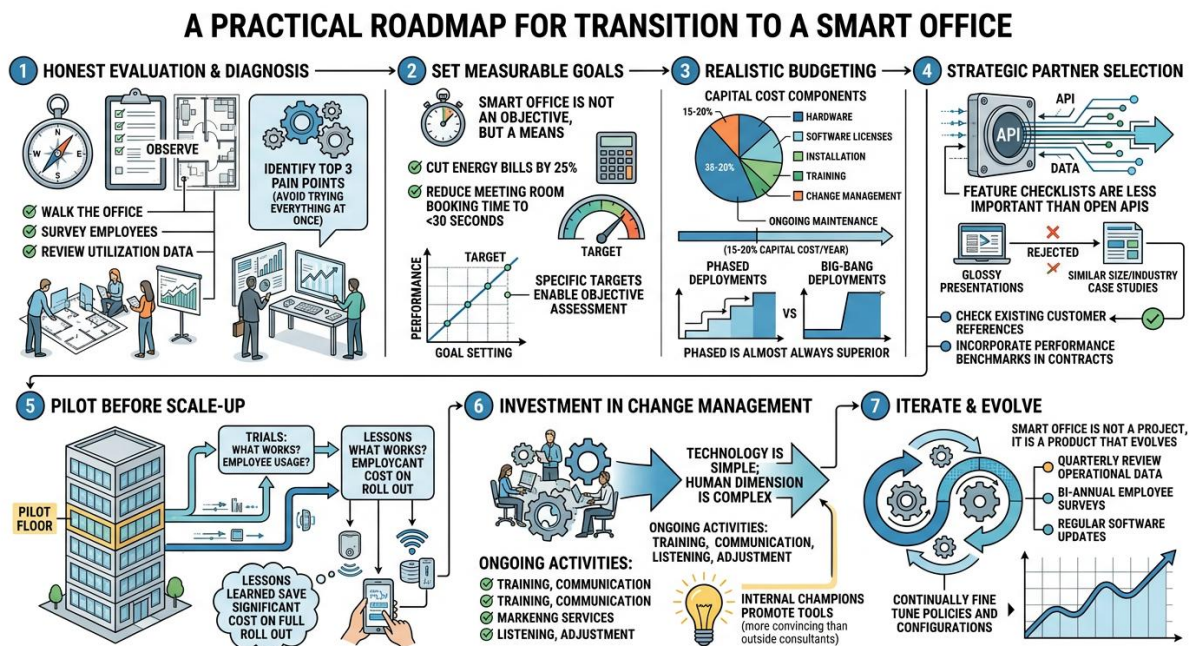 A PRACTICAL ROADMAP FOR TRANSITION TO A SMART OFFICE
1 HONEST EVALUATION & DIAGNOSIS
N
E
S
W
OBSERVE
IDENTIFY TOP 3
PAIN POINTS
(AVOID TRYING
EVERYTHING AT
ONCE)
WALK THE OFFICE
SURVEY EMPLOYEES
REVIEW UTILIZATION DATA
2 SET MEASURABLE GOALS
SMART OFFICE IS NOT
AN OBJECTIVE,
BUT A MEANS
CUT ENERGY BILLS BY 25%
REDUCE MEETING ROOM
BOOKING TIME TO
<30 SECONDS
TARGET
TARGET
PERFORMANCE
GOAL SETTING
SPECIFIC TARGETS
ENABLE OBJECTIVE
ASSESSMENT
3 REALISTIC BUDGETING
CAPITAL COST COMPONENTS
15-20%
38-20%
HARDWARE
SOFTWARE LICENSES
INSTALLATION
TRAINING
CHANGE MANAGEMENT
ONGOING MAINTENANCE
(15-20% CAPITAL COST/YEAR)
PHASED
DEPLOYMENTS
VS
BIG-BANG
DEPLOYMENTS
PHASED IS ALMOST ALWAYS SUPERIOR
4 STRATEGIC PARTNER SELECTION
API
API
DATA
FEATURE CHECKLISTS ARE LESS
IMPORTANT THAN OPEN APIS
GLOSSY
PRESENTATIONS
REJECTED
SIMILAR SIZE/INDUSTRY
CASE STUDIES
CHECK EXISTING CUSTOMER
REFERENCES
INCORPORATE PERFORMANCE
BENCHMARKS IN CONTRACTS
5 PILOT BEFORE SCALE-UP
PILOT
FLOOR
TRIALS:
WHAT WORKS?
EMPLOYEE USAGE?
LESSONS
WHAT WORKS?
EMPLOYCANT
COST ON
ROLL OUT
LESSONS
LEARNED SAVE
SIGNIFICANT
COST ON FULL
ROLL OUT
6 INVESTMENT IN CHANGE MANAGEMENT
TECHNOLOGY IS
SIMPLE;
HUMAN DIMENSION
IS COMPLEX
ONGOING ACTIVITIES:
TRAINING, COMMUNICATION,
LISTENING, ADJUSTMENT
ONGOING ACTIVITIES:
TRAINING, COMMUNICATION
TRAINING, COMMUNICATION
MARKENNG SERVICES
LISTENING, ADJUSTMENT
INTERNAL CHAMPIONS
PROMOTE TOOLS
(more convincing than
outside consultants)
7 ITERATE & EVOLVE
SMART OFFICE IS NOT A PROJECT,
IT IS A PRODUCT THAT EVOLVES
QUARTERLY REVIEW
OPERATIONAL DATA
BI-ANNUAL EMPLOYEE
SURVEYS
REGULAR SOFTWARE
UPDATES
CONTINUALLY FINE
TUNE POLICIES AND
CONFIGURATIONS